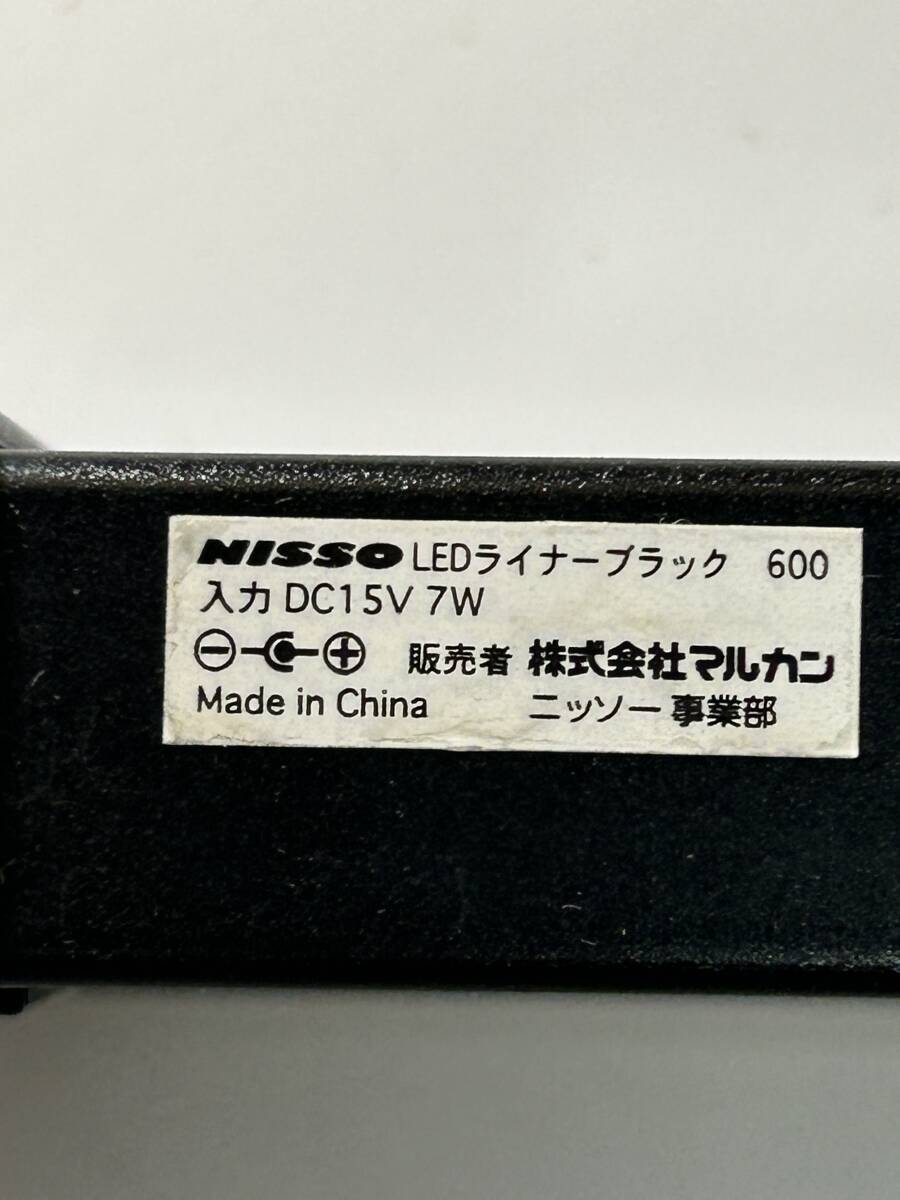 NISSO LEDライナーブラック 600
入力 DC15V 7W
販売者 株式会社マルカン
Made in China ニッソー 事業部